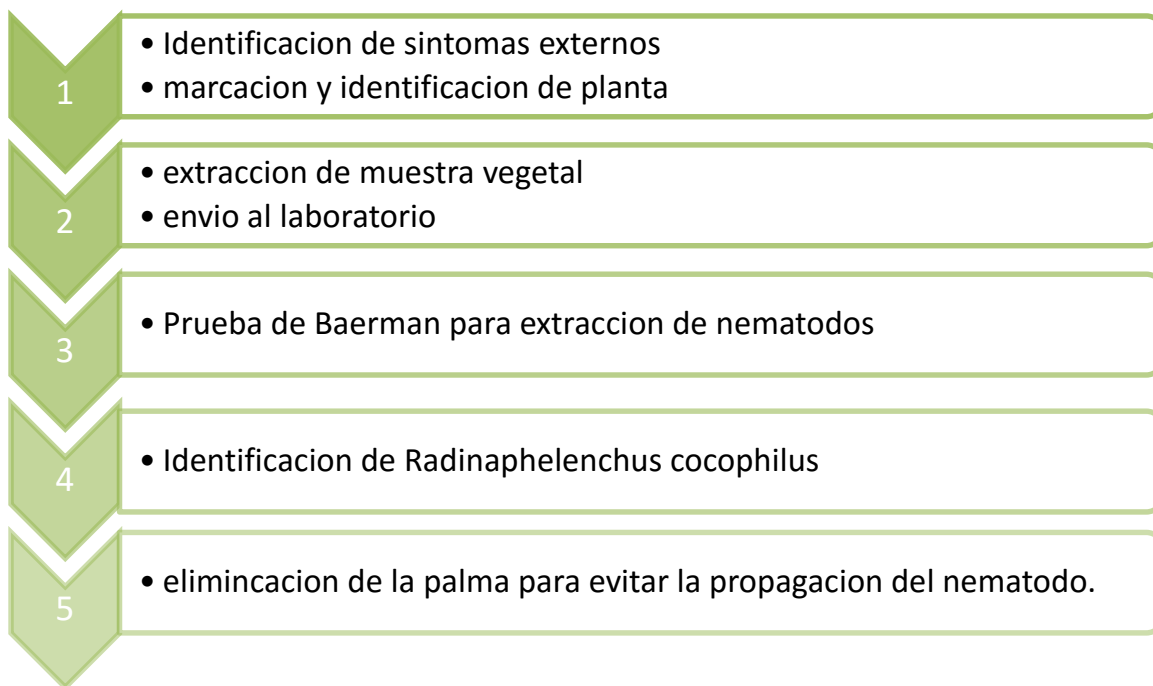 1
• Identificacion de sintomas externos
• marcacion y identificacion de planta
2
• extraccion de muestra vegetal
• envio al laboratorio
3
• Prueba de Baerman para extraccion de nematodos
4
• Identificacion de Radinaphelenchus cocophilus
5
• elimincacion de la palma para evitar la propagacion del nematodo.